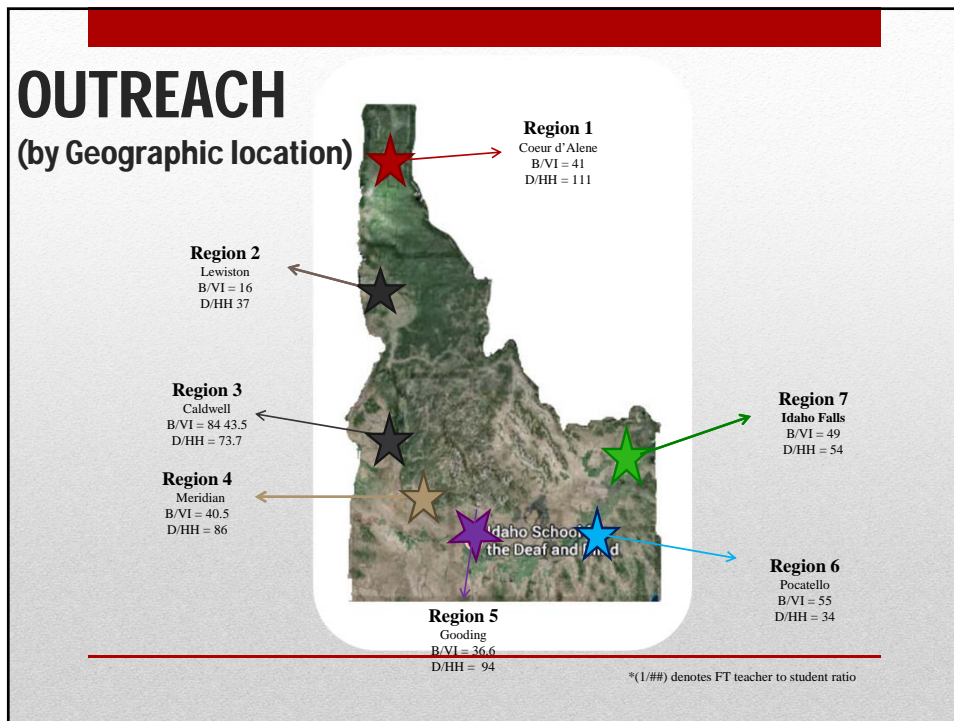 OUTREACH
(by Geographic location)
Region 1
Coeur d’Alene
B/VI = 41
D/HH = 111
Region 2
Lewiston
B/VI = 16
D/HH 37
Region 3
Caldwell
B/VI = 84 43.5
D/HH = 73.7
Region 4
Meridian
B/VI = 40.5
D/HH = 86
Region 7
Idaho Falls
B/VI = 49
D/HH = 54
Idaho School
the Deaf and
Region 6
Pocatello
B/VI = 55
D/HH = 34
Region 5
Gooding
B/VI = 36.6
D/HH = 94
*(1/##) denotes FT teacher to student ratio